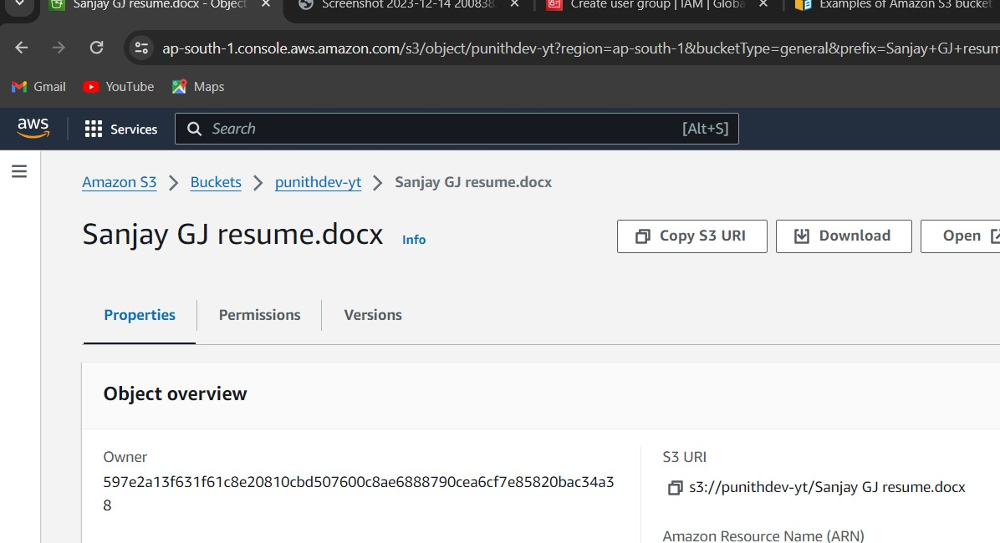 Sanjay GJ resume.docx - Object
Screenshot 2023-12-14 200838
Create user group | IAM | Globa
Examples of Amazon S3 bucket
ap-south-1.console.aws.amazon.com/s3/object/punithdev-yt?region=ap-south-1&bucketType=general&prefix=Sanjay+GJ+resum
Gmail YouTube Maps
aws Services Search [Alt+S]
Amazon S3 > Buckets > punithdev-yt > Sanjay GJ resume.docx
Sanjay GJ resume.docx Info Copy S3 URI Download Open
Properties Permissions Versions
Object overview
Owner
597e2a13f631f61c8e20810cbd507600c8ae6888790cea6cf7e85820bac34a3
8
S3 URI
s3://punithdev-yt/Sanjay GJ resume.docx
Amazon Resource Name (ARN)